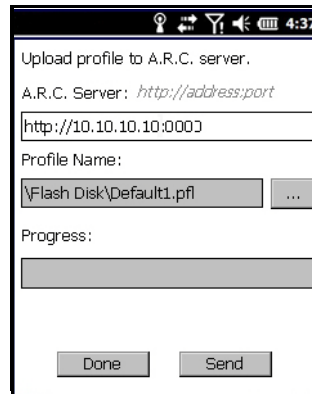 4:37
Upload profile to A.R.C. server.
A.R.C. Server: http://address:port
http://10.10.10.10:0000
Profile Name:
\Flash Disk\Default1.pfl
...
Progress:
Done Send